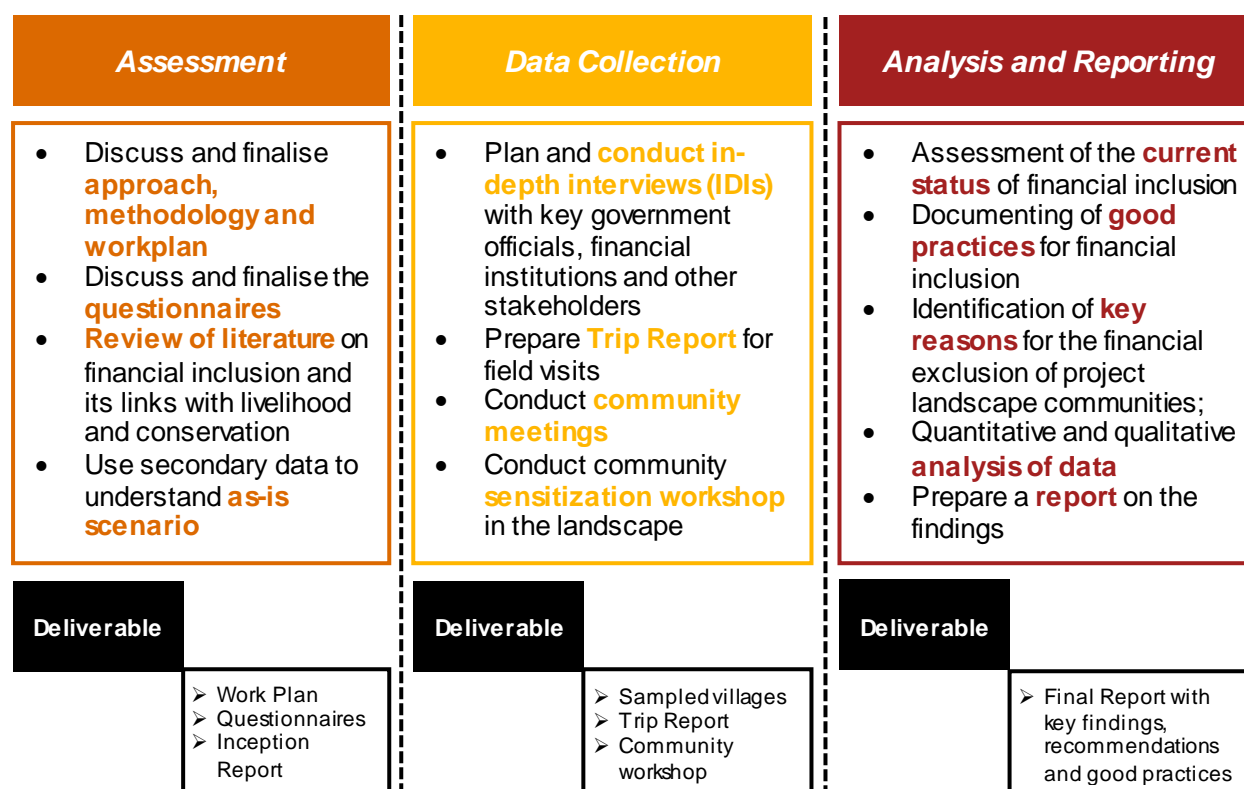 Assessment
• Discuss and finalise
approach,
methodology and
workplan
• Discuss and finalise the
questionnaires
• Review of literature on
financial inclusion and
its links with livelihood
and conservation
• Use secondary data to
understand as-is
scenario
Deliverable
➢ Work Plan
➢ Questionnaires
➢ Inception
Report
Data Collection
• Plan and conduct in-
depth interviews (IDIs)
with key government
officials, financial
institutions and other
stakeholders
• Prepare Trip Report for
field visits
• Conduct community
meetings
• Conduct community
sensitization workshop
in the landscape
Deliverable
➢ Sampled villages
➢ Trip Report
➢ Community
workshop
Analysis and Reporting
• Assessment of the current
status of financial inclusion
• Documenting of good
practices for financial
inclusion
• Identification of key
reasons for the financial
exclusion of project
landscape communities;
• Quantitative and qualitative
analysis of data
• Prepare a report on the
findings
Deliverable
➢ Final Report with
key findings,
recommendations
and good practices